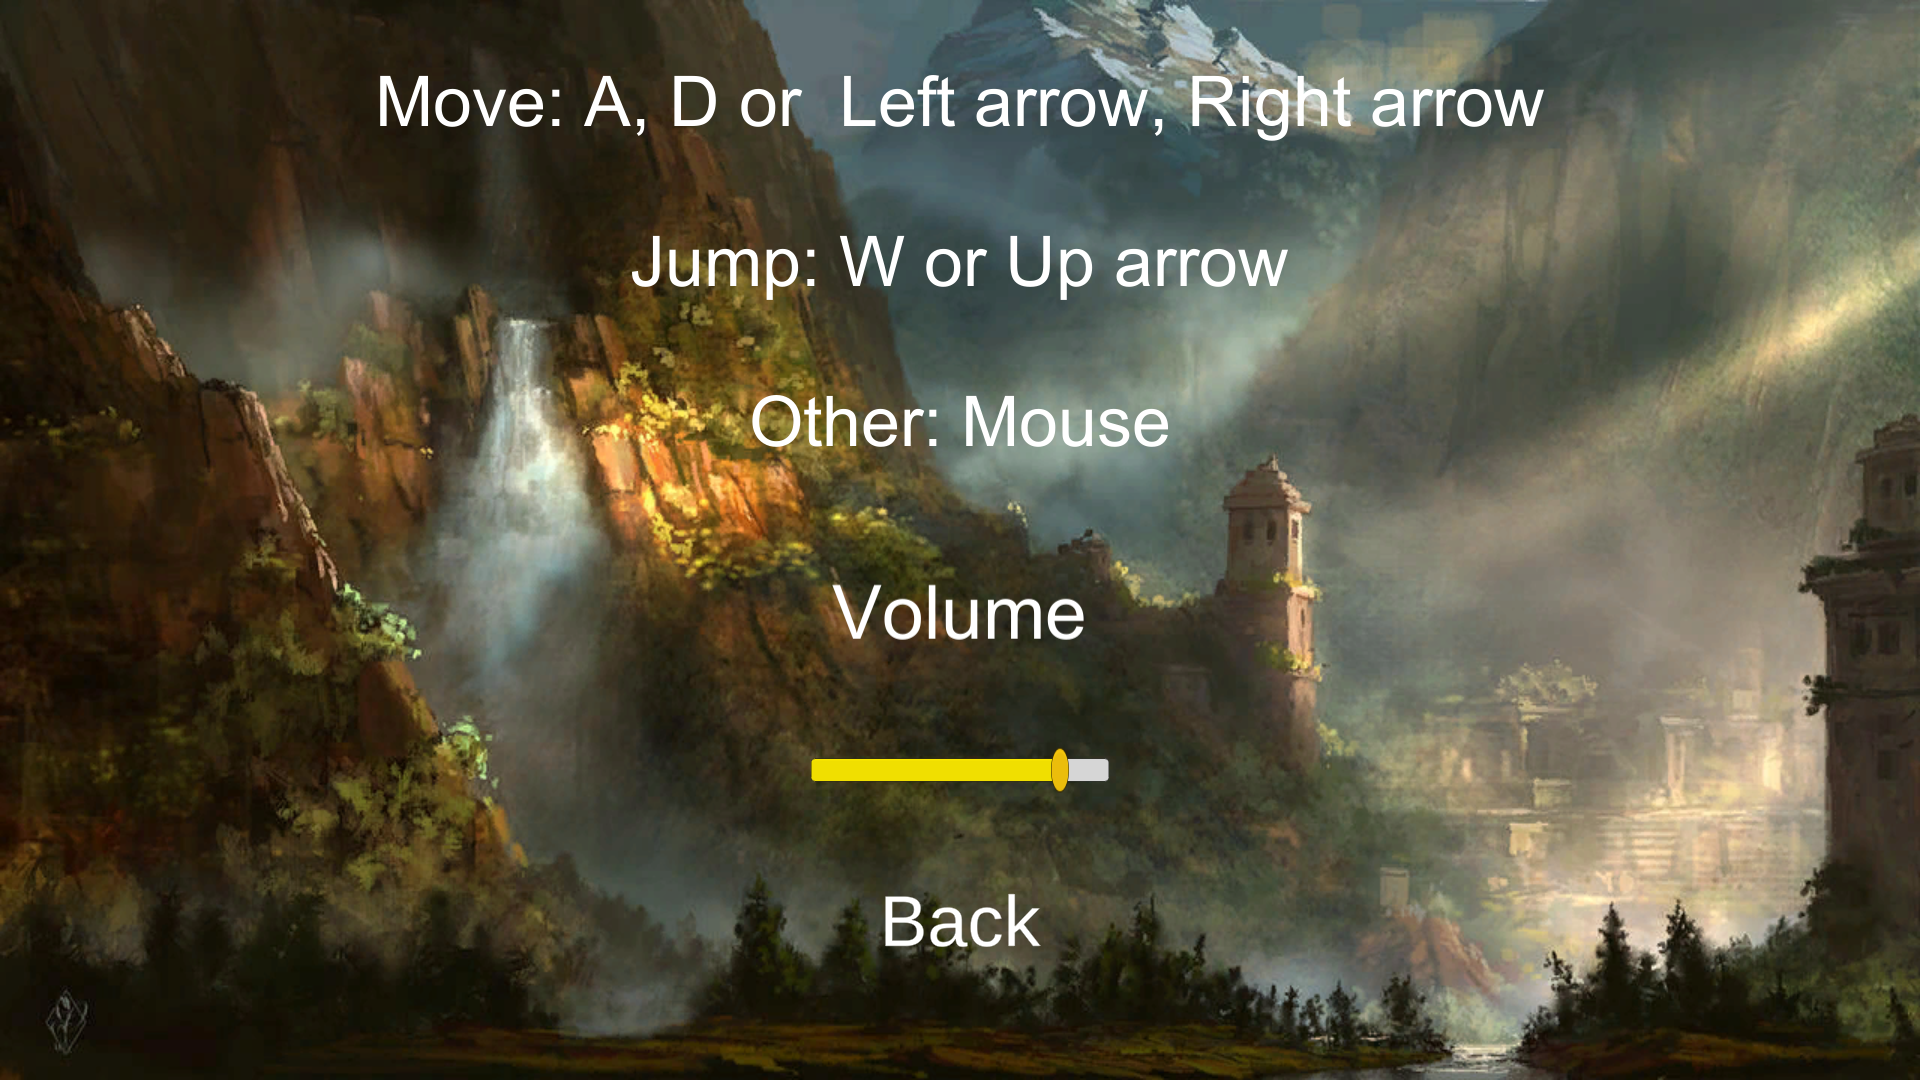 Move: A, D or  Left arrow, Right arrow
Jump: W or Up arrow
Other: Mouse
Volume
Back